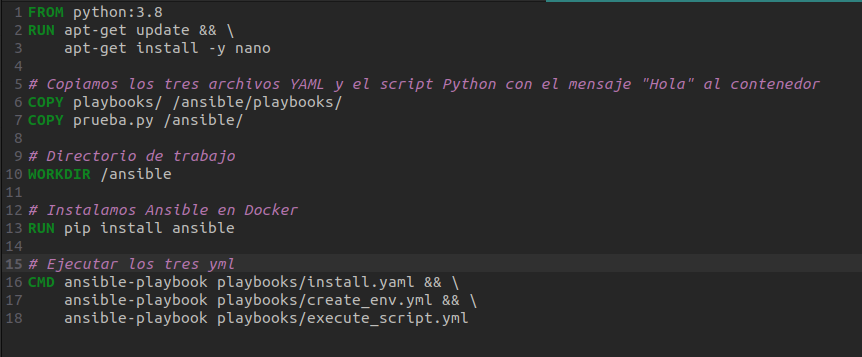 1 FROM python:3.8
2 RUN apt-get update && \
3     apt-get install -y nano
4
5 # Copiamos los tres archivos YAML y el script Python con el mensaje "Hola" al contenedor
6 COPY playbooks/ /ansible/playbooks/
7 COPY prueba.py /ansible/
8
9 # Directorio de trabajo
10 WORKDIR /ansible
11
12 # Instalamos Ansible en Docker
13 RUN pip install ansible
14
15 # Ejecutar los tres yml
16 CMD ansible-playbook playbooks/install.yaml && \
17     ansible-playbook playbooks/create_env.yml && \
18     ansible-playbook playbooks/execute_script.yml